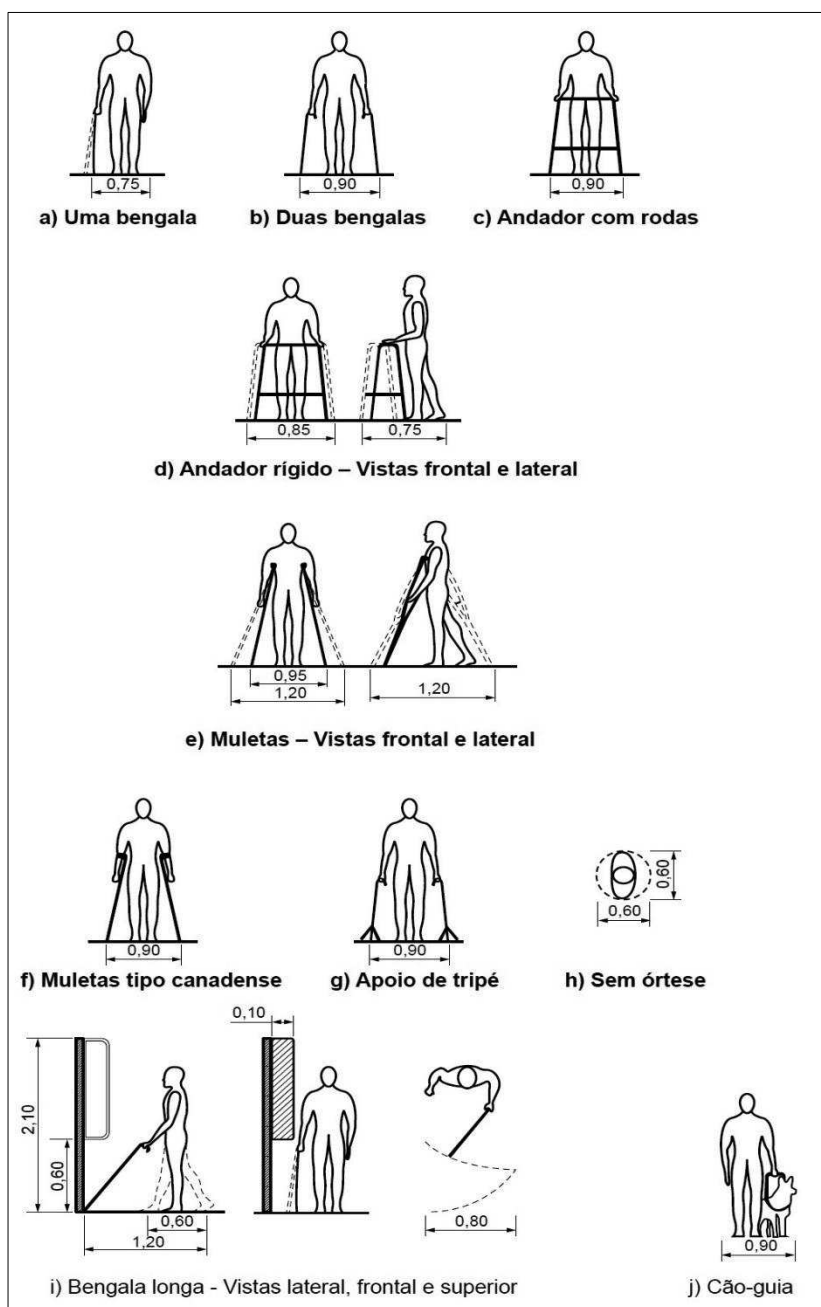 0,75 0,90 0,90
a) Uma bengala b) Duas bengalas c) Andador com rodas
0,85 0,75
d) Andador rígido – Vistas frontal e lateral
0,95
1,20 1,20
e) Muletas – Vistas frontal e lateral
0,90 0,90 0,60 0,60
f) Muletas tipo canadense g) Apoio de tripé h) Sem órtese
0,10
2,10
0,60
0,60 0,80
1,20 0,90
i) Bengala longa - Vistas lateral, frontal e superior j) Cão-guia